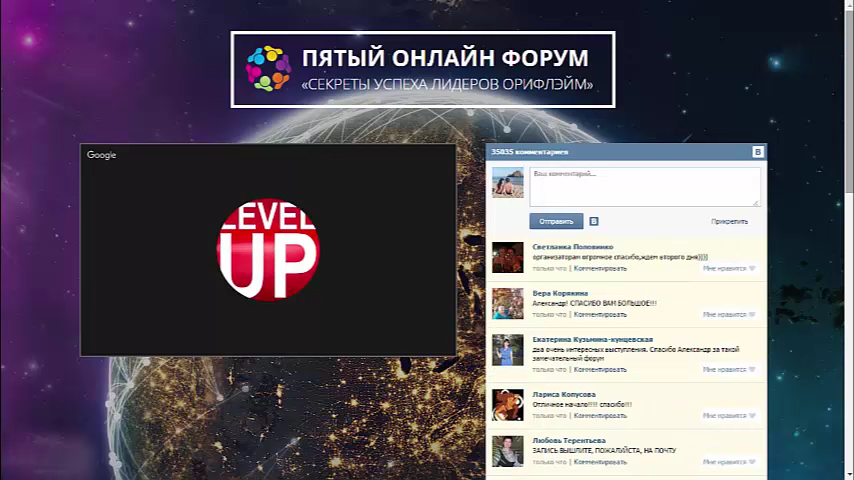 ПЯТЫЙ ОНЛАЙН ФОРУМ
«СЕКРЕТЫ УСПЕХА ЛИДЕРОВ ОРИФЛЭЙМ»
Google
LEVEL
UP
35035 комментариев
B
Ваш комментарий...
Отправить
B
Прикрепить
Светланка Половинко
организаторам огромное спасибо,ждем второго дня))))
только что | Комментировать
Мне нравится
Вера Корякина
Александр! СПАСИБО ВАМ БОЛЬШОЕ!!!
только что | Комментировать
Мне нравится
Екатерина Кузьмина-кунцевская
два очень интересных выступления. Спасибо Александр за такой
замечательный форум
только что | Комментировать
Мне нравится
Лариса Копусова
Отличное начало!!!! спасибо!!!
только что | Комментировать
Мне нравится
Любовь Терентьева
ЗАПИСЬ ВЫШЛИТЕ, ПОЖАЛУЙСТА, НА ПОЧТУ
только что | Комментировать
Мне нравится